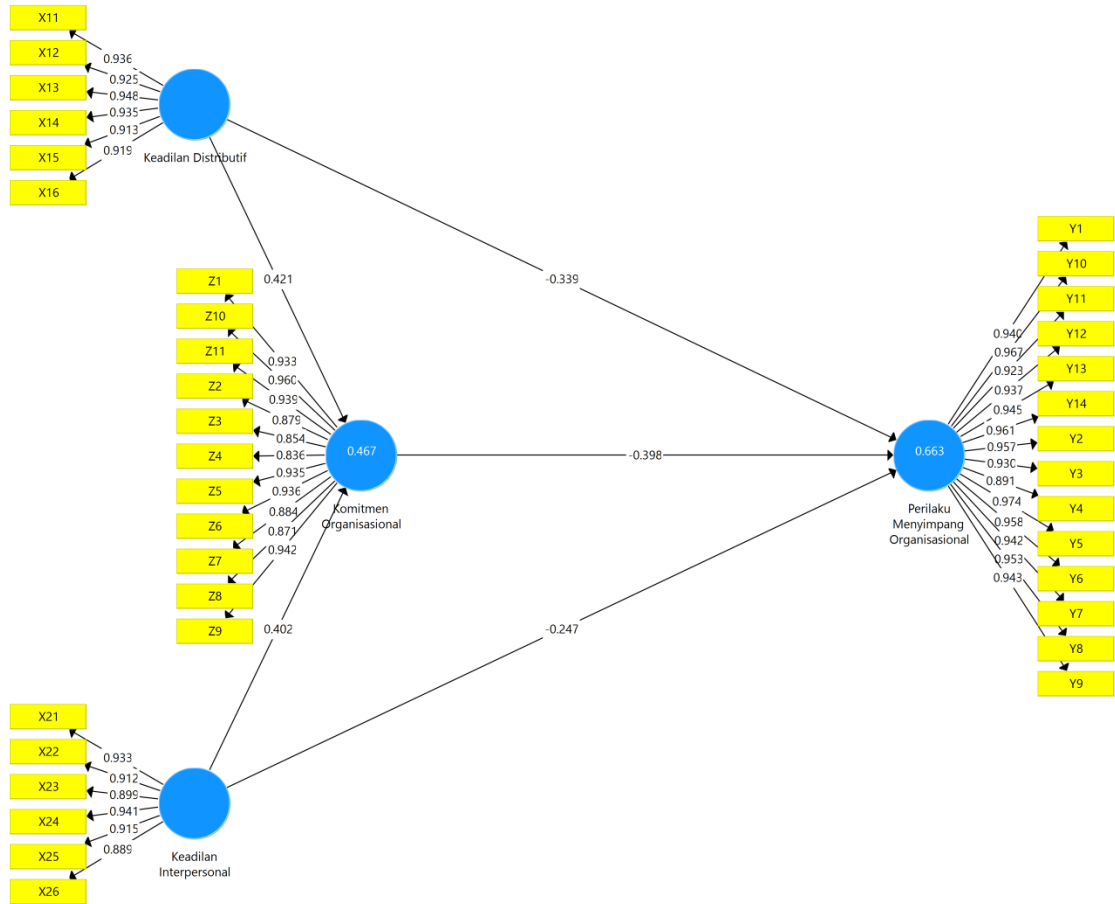 X11
X12
X13
X14
X15
X16
0.936
0.925
0.948
0.935
0.913
0.919
Keadilan Distributif
0.421
-0.339
Z1
Z10
Z11
Z2
Z3
Z4
Z5
Z6
Z7
Z8
Z9
0.933
0.960
0.939
0.879
0.854
0.836
0.935
0.936
0.884
0.871
0.942
0.467
Komitmen
Organisasional
-0.398
0.402
-0.247
X21
X22
X23
X24
X25
X26
0.933
0.912
0.899
0.941
0.915
0.889
Keadilan
Interpersonal
0.663
Perilaku
Menyimpang
Organisasional
0.940
0.967
0.923
0.937
0.945
0.961
0.957
0.930
0.891
0.974
0.958
0.942
0.953
0.943
Y1
Y10
Y11
Y12
Y13
Y14
Y2
Y3
Y4
Y5
Y6
Y7
Y8
Y9